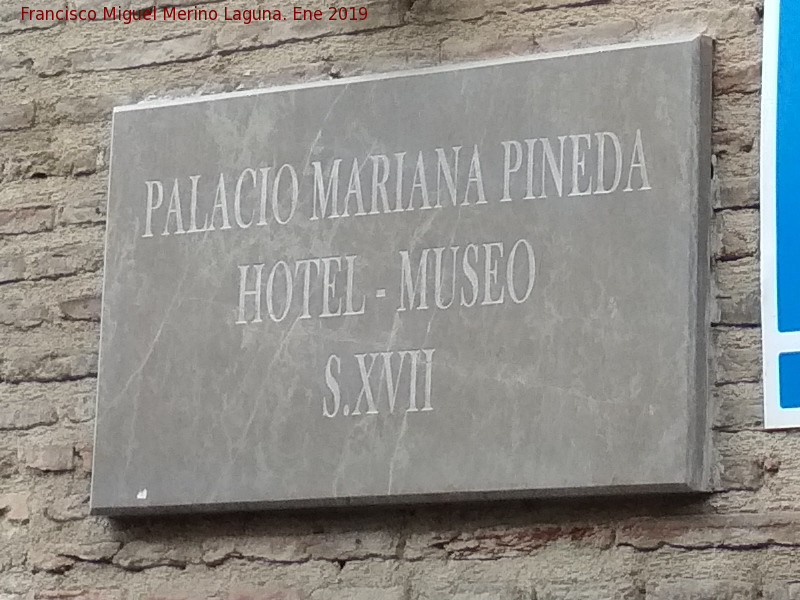 Francisco Miguel Merino Laguna. Ene 2019
PALACIO MARIANA PINEDA
HOTEL - MUSEO
S.XVII